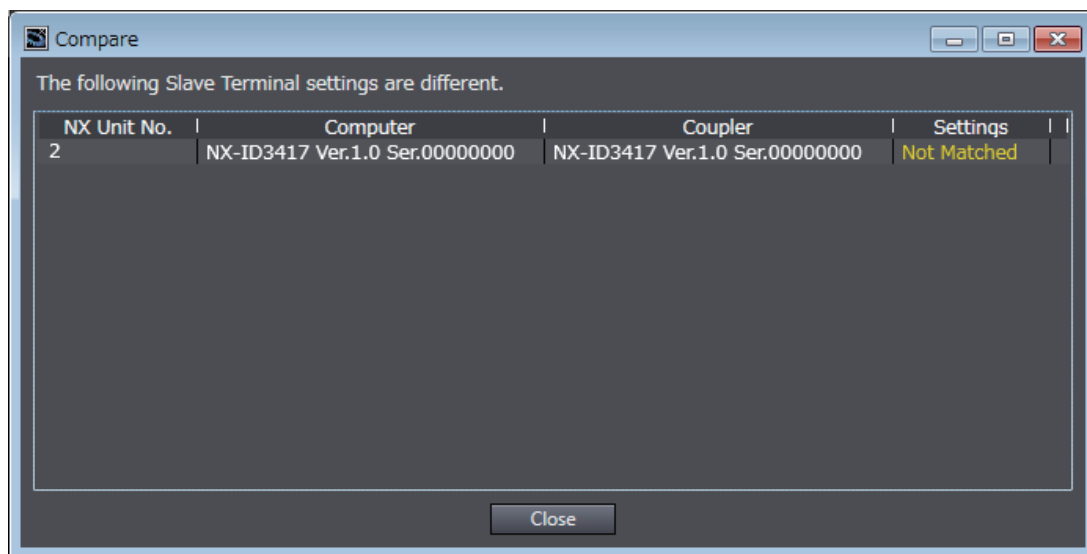 Compare
The following Slave Terminal settings are different.
NX Unit No. Computer Coupler Settings
2 NX-ID3417 Ver.1.0 Ser.00000000 NX-ID3417 Ver.1.0 Ser.00000000 Not Matched
Close